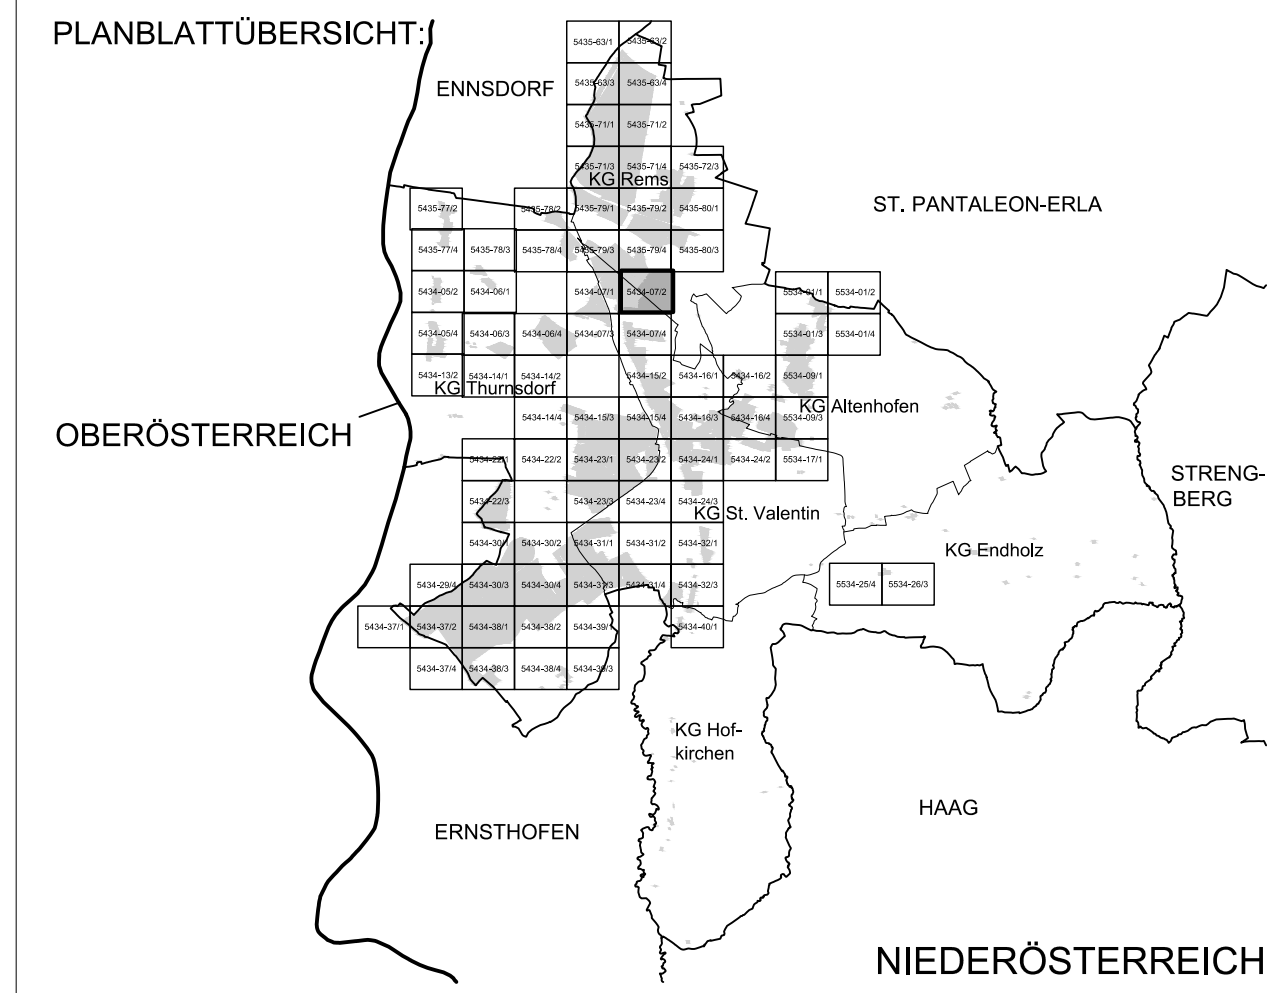 PLANBLATTÜBERSICHT:
5435-63/1 5435-63/2
ENNSDORF
5435-63/3 5435-63/4
5435-71/1 5435-71/2
5435-71/3 5435-71/4 5435-72/3
KG Rems
ST. PANTALEON-ERLA
5435-77/2 5435-78/2 5435-79/1 5435-79/2 5435-80/1
5435-77/4 5435-78/3 5435-78/4 5435-79/3 5435-79/4 5435-80/3
5434-05/2 5434-06/1 5434-07/1 5434-07/2 5534-01/1 5534-01/2
5434-05/4 5434-06/3 5434-06/4 5434-07/3 5434-07/4 5534-01/3 5534-01/4
5434-13/2 5434-14/1 5434-14/2 5434-15/2 5434-16/1 5434-16/2 5534-09/1
KG Thurnsdorf
KG Altenhofen
5434-14/4 5434-15/3 5434-15/4 5434-16/3 5434-16/4 5534-09/3
OBERÖSTERREICH
5434-22/1 5434-22/2 5434-23/1 5434-23/2 5434-24/1 5434-24/2 5534-17/1
STRENG-
BERG
5434-22/3 5434-23/3 5434-23/4 5434-24/3
KG St. Valentin
5434-30/1 5434-30/2 5434-31/1 5434-31/2 5434-32/1
KG Endholz
5434-29/4 5434-30/3 5434-30/4 5434-31/3 5434-31/4 5434-32/3 5534-25/4 5534-26/3
5434-37/1 5434-37/2 5434-38/1 5434-38/2 5434-39/1 5434-40/1
5434-37/4 5434-38/3 5434-38/4 5434-39/3
KG Hof-
kirchen
HAAG
ERNSTHOFEN
NIEDERÖSTERREICH